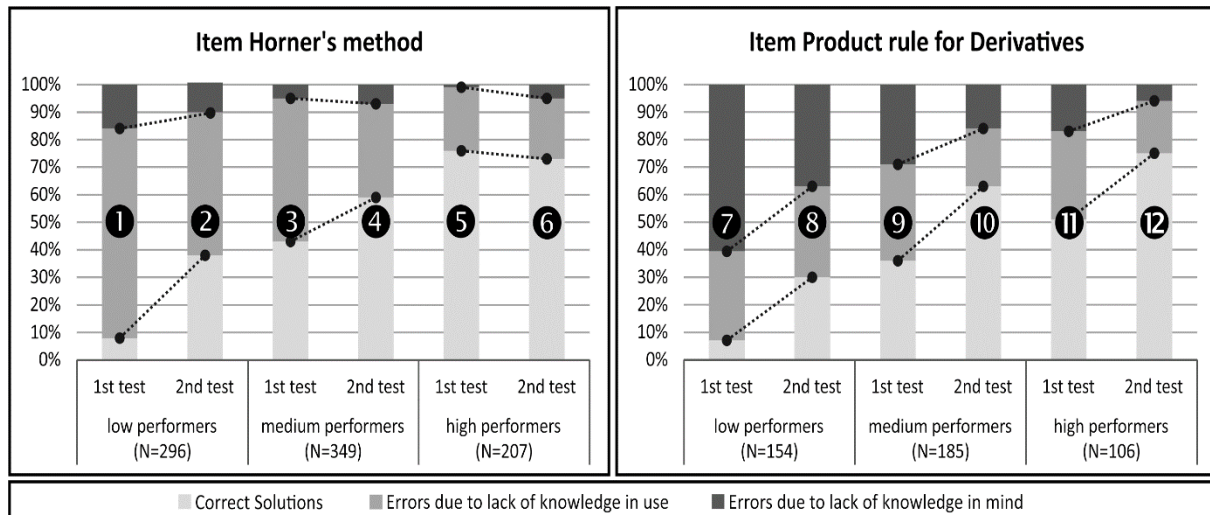 Item Horner's method
100%
90%
80%
70%
60%
50%
40%
30%
20%
10%
0%
1 2 3 4 5 6
1st test 2nd test 1st test 2nd test 1st test 2nd test
low performers medium performers high performers
(N=296) (N=349) (N=207)
Item Product rule for Derivatives
100%
90%
80%
70%
60%
50%
40%
30%
20%
10%
0%
7 8 9 10 11 12
1st test 2nd test 1st test 2nd test 1st test 2nd test
low performers medium performers high performers
(N=154) (N=185) (N=106)
Correct Solutions Errors due to lack of knowledge in use Errors due to lack of knowledge in mind